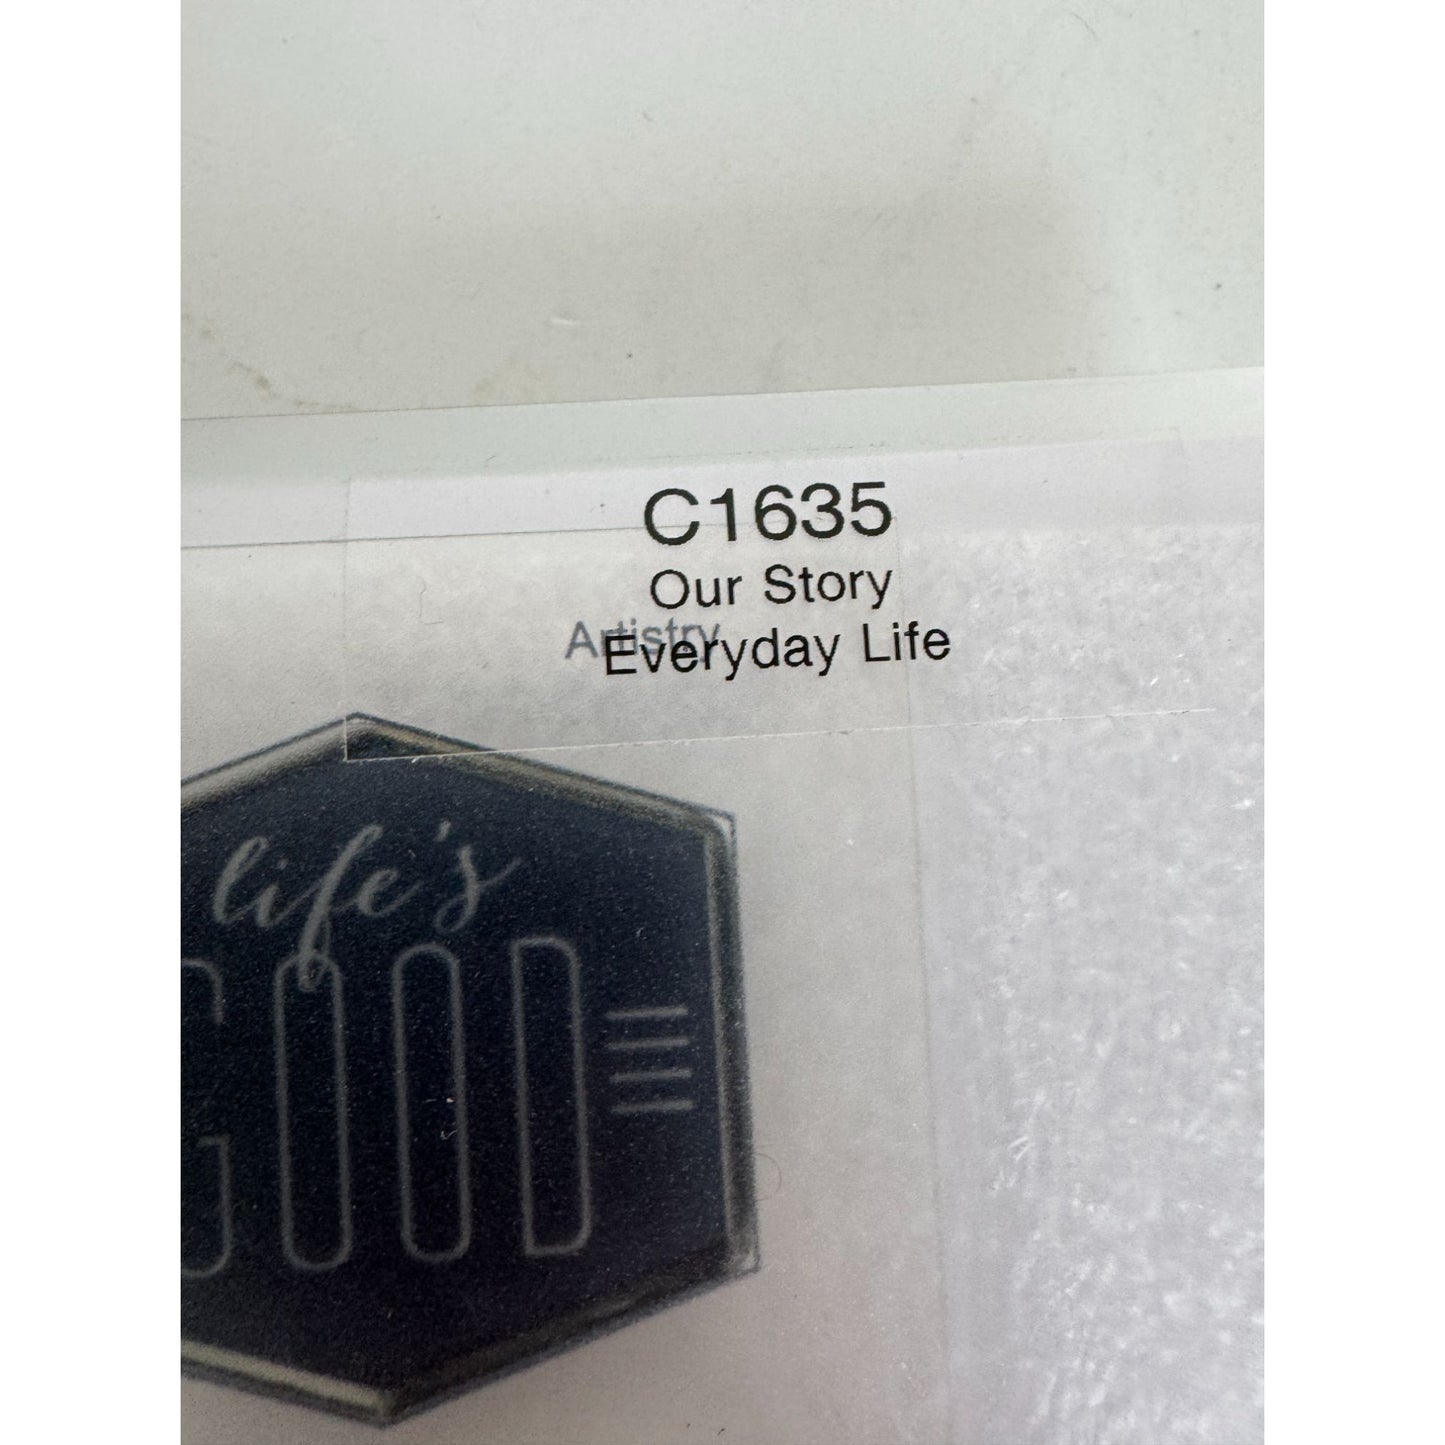 C1635
Our Story
Artistry
Everyday Life
life's
GOOD